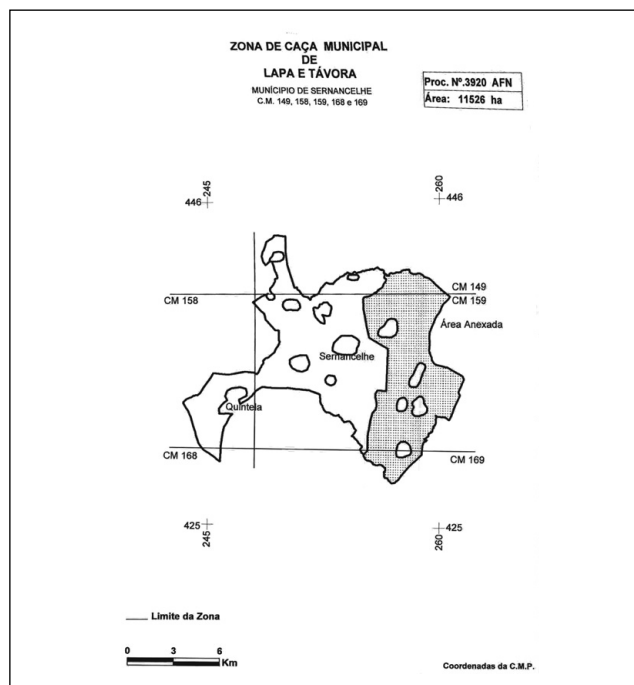 ZONA DE CAÇA MUNICIPAL
DE
LAPA E TÁVORA
MUNÍCIPIO DE SERNANCELHE
C.M. 149, 158, 159, 168 e 169
Proc. Nº.3920 AFN
Área: 11526 ha
245
446
260
446
CM 149
CM 158
CM 159
Área Anexada
Sernancelhe
Quintela
CM 168
CM 169
425
245
425
260
Limite da Zona
0 3 6
Km
Coordenadas da C.M.P.